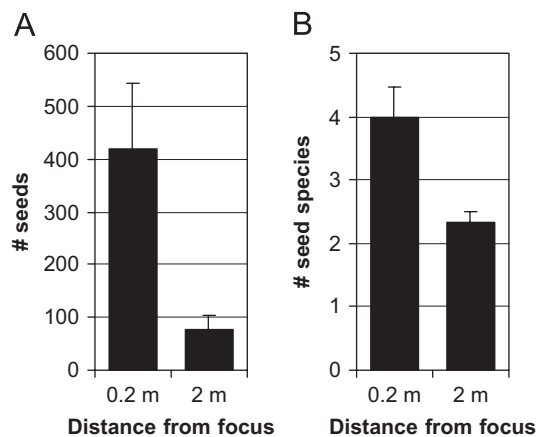 A
# seeds
600
500
400
300
200
100
0
0.2 m 2 m
Distance from focus
B
# seed species
5
4
3
2
1
0
0.2 m 2 m
Distance from focus